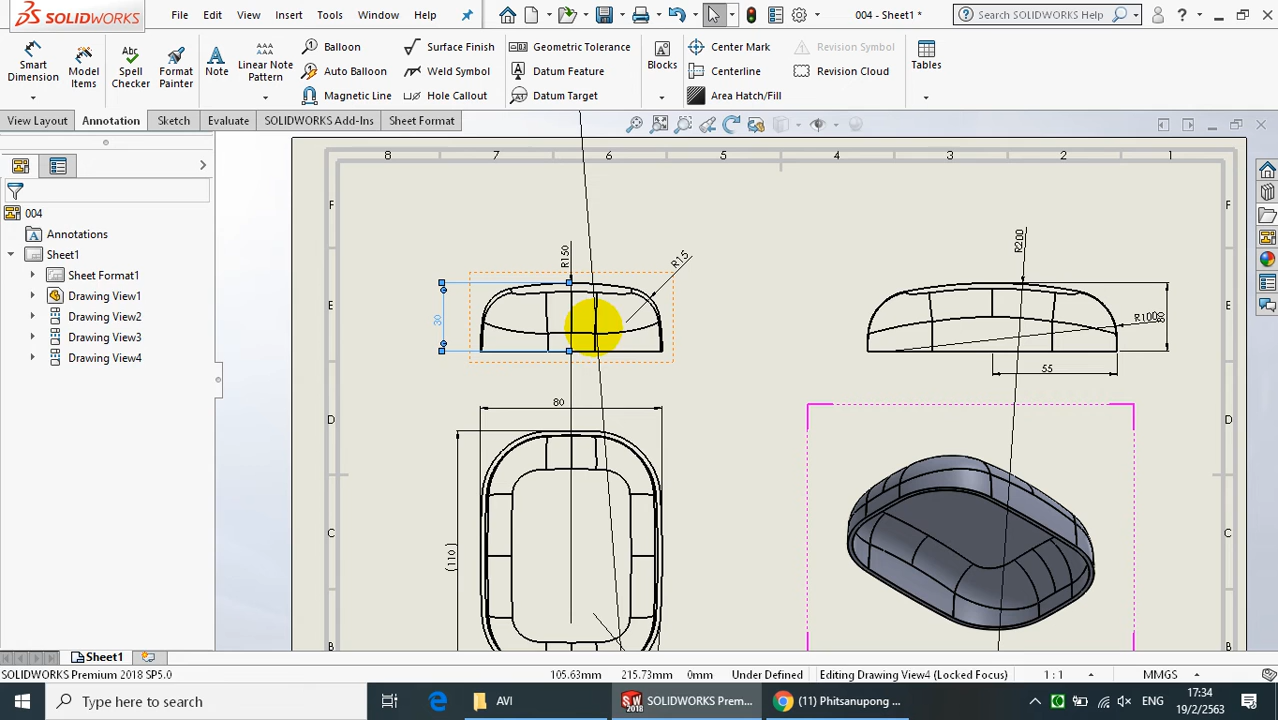 SOLIDWORKS
File Edit View Insert Tools Window Help
004 - Sheet1 *
Search SOLIDWORKS Help
Smart Dimension
Model Items
Spell Checker
Format Painter
Note
Linear Note Pattern
Balloon
Auto Balloon
Magnetic Line
Surface Finish
Weld Symbol
Hole Callout
Geometric Tolerance
Datum Feature
Datum Target
Blocks
Center Mark
Centerline
Area Hatch/Fill
Revision Symbol
Revision Cloud
Tables
View Layout Annotation Sketch Evaluate SOLIDWORKS Add-Ins Sheet Format
004
Annotations
Sheet1
Sheet Format1
Drawing View1
Drawing View2
Drawing View3
Drawing View4
8 7 6 5 4 3 2 1
F F
E E
D D
C C
B B
R150
R15
30
R200
R100
30
55
80
(110)
Sheet1
SOLIDWORKS Premium 2018 SP5.0
105.63mm 215.73mm 0mm Under Defined Editing Drawing View4 (Locked Focus) 1 : 1 MMGS
Type here to search
AVI
SOLIDWORKS Prem...
(11) Phitsanupong ...
ENG
17:34
19/2/2563